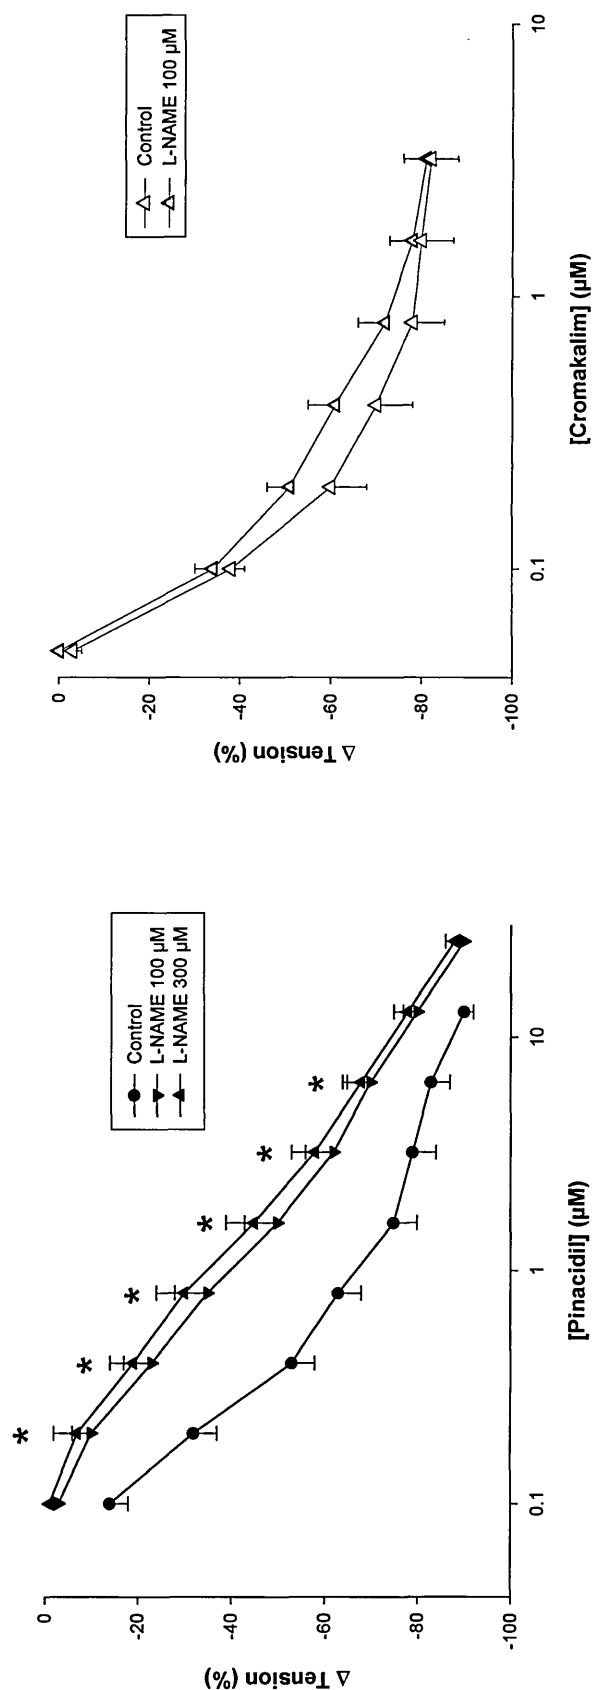 Control
L-NAME 100 µM
L-NAME 300 µM
*
*
*
*
*
*
0
-20
-40
-60
-80
-100
Δ Tension (%)
0.1
1
10
[Pinacidil] (µM)
Control
L-NAME 100 µM
0
-20
-40
-60
-80
-100
Δ Tension (%)
0.1
1
10
[Cromakalim] (µM)